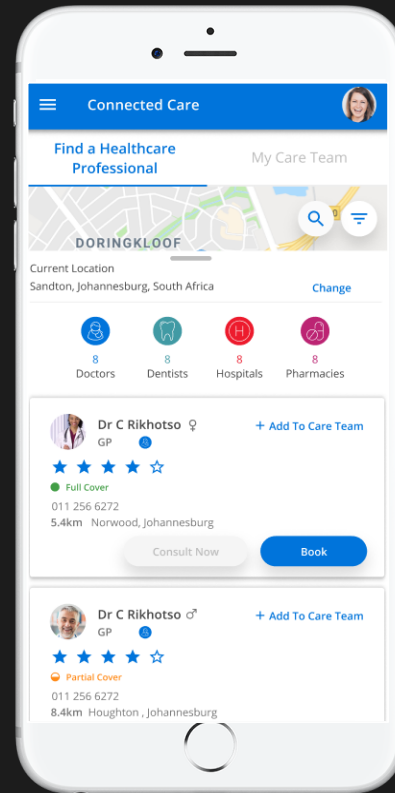 Connected Care
Find a Healthcare
Professional
My Care Team
DORINGKLOOF
Current Location
Sandton, Johannesburg, South Africa
Change
8
8
8
8
Doctors
Dentists
Hospitals
Pharmacies
Dr C Rikhotso ♀
+ Add To Care Team
GP
Full Cover
011 256 6272
5.4km Norwood, Johannesburg
Consult Now
Book
Dr C Rikhotso ♂
+ Add To Care Team
GP
Partial Cover
011 256 6272
8.4km Houghton , Johannesburg